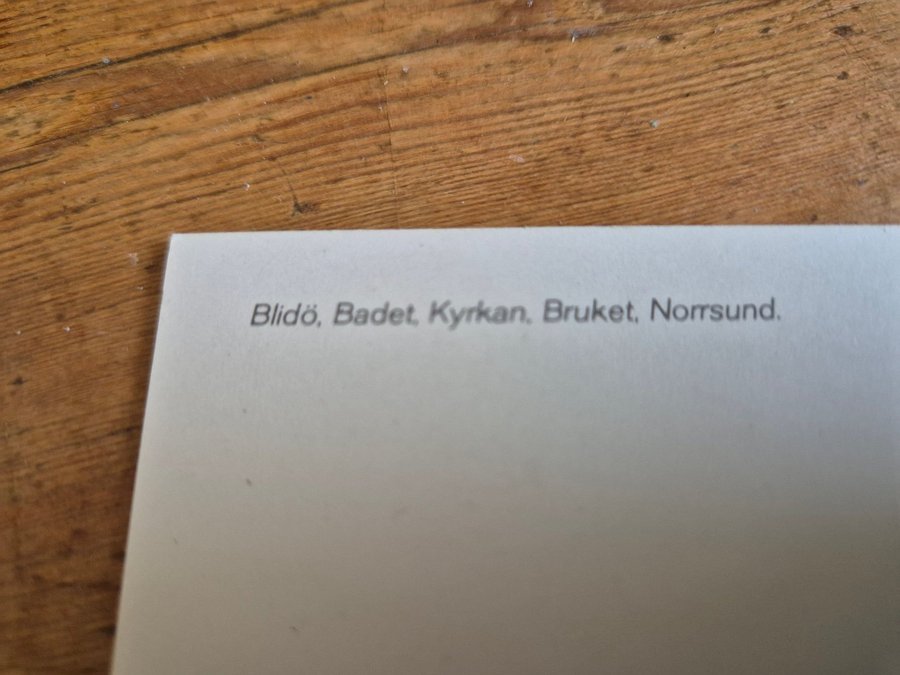 Blidö, Badet, Kyrkan, Bruket, Norrsund.